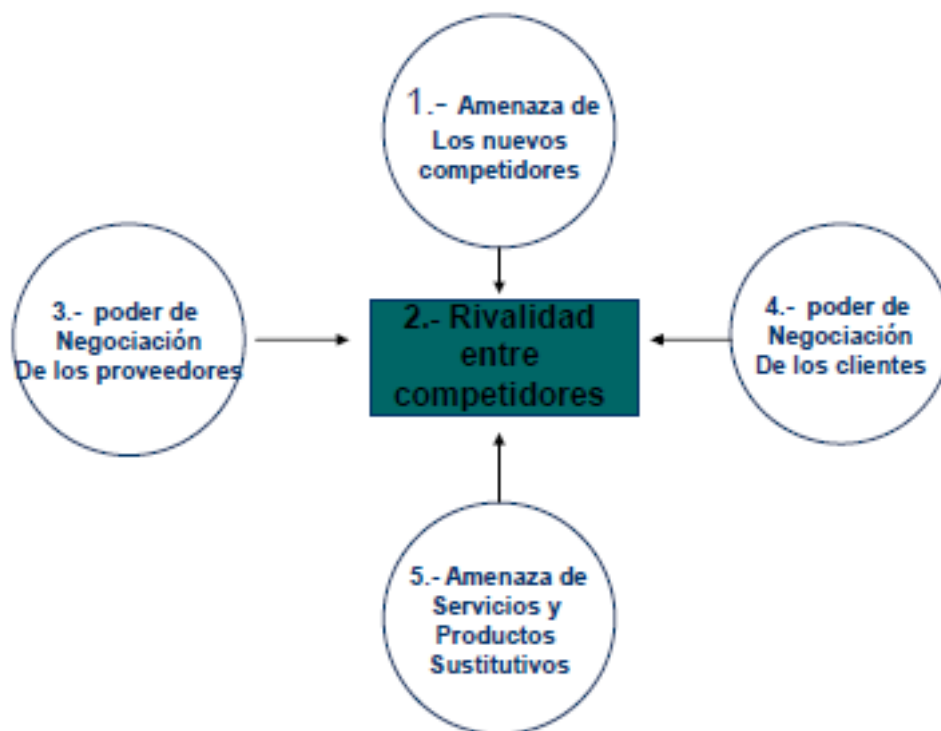 1.- Amenaza de
Los nuevos
competidores
3.- poder de
Negociación
De los proveedores
2.- Rivalidad
entre
competidores
4.- poder de
Negociación
De los clientes
5.- Amenaza de
Servicios y
Productos
Sustitutivos